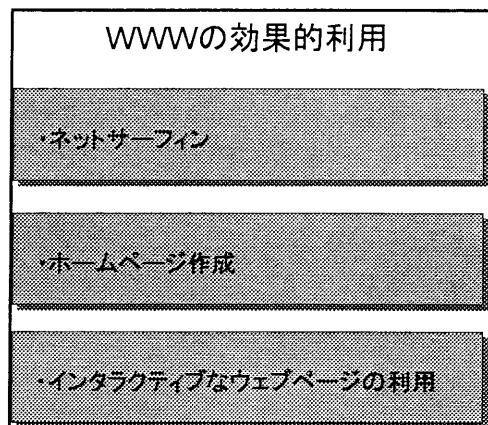 WWWの効果的利用
・ネットサーフィン
・ホームページ作成
・インタラクティブなウェブページの利用